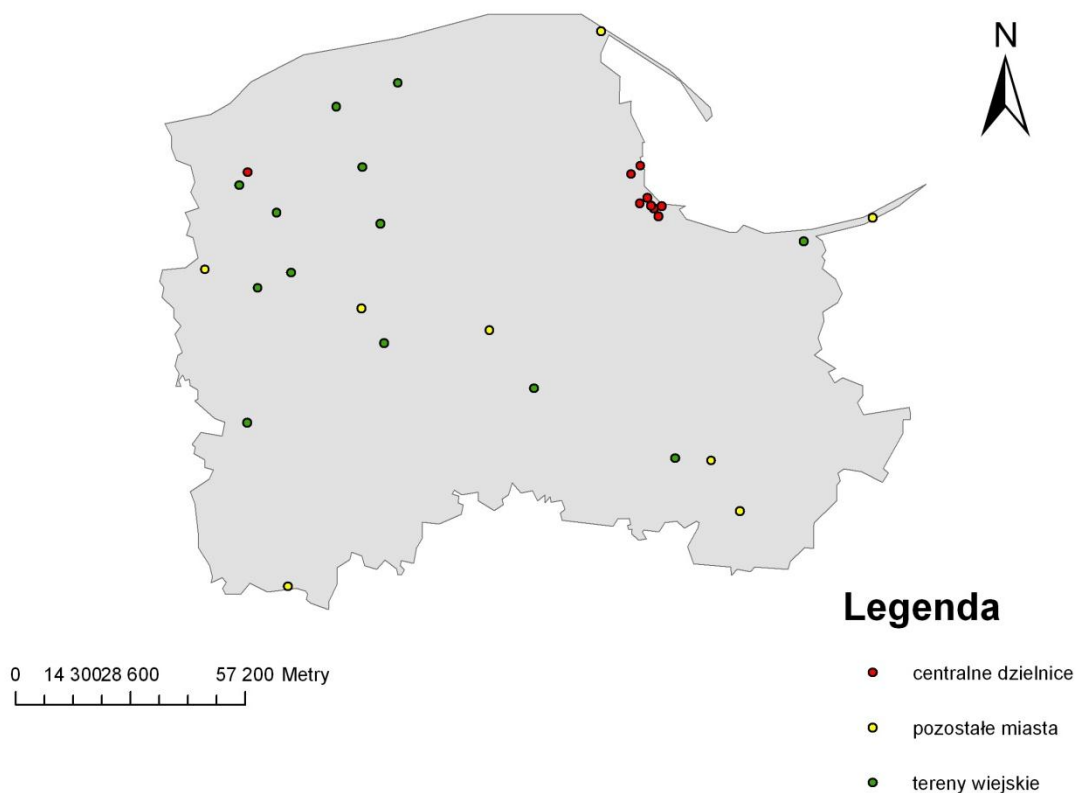 N
Legenda
0 14 30028 600 57 200 Metry
centralne dzielnice
pozostałe miasta
tereny wiejskie